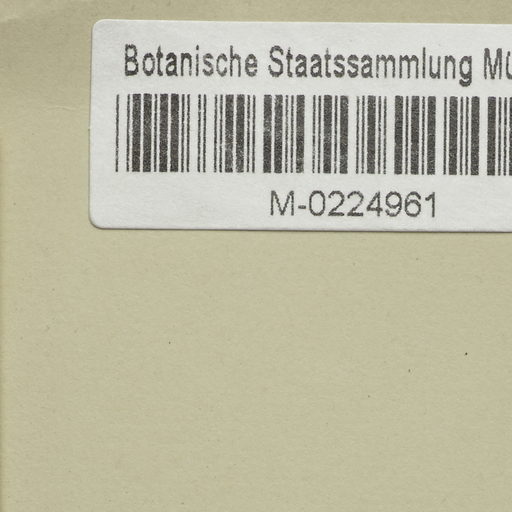 Botanische Staatssammlung Mü
M-0224961